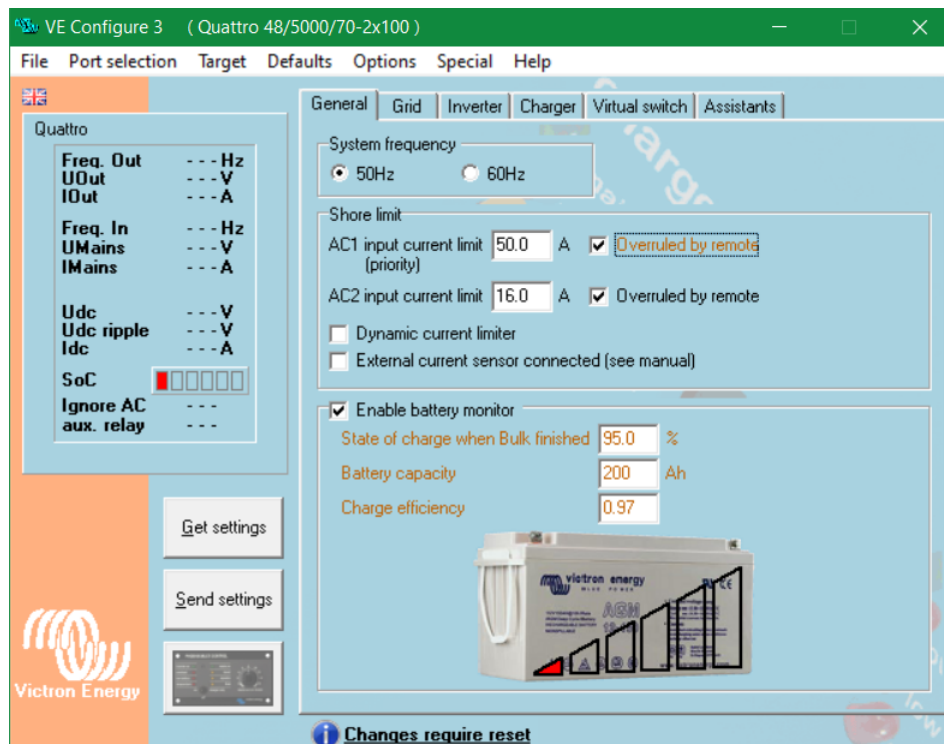 VE Configure 3 ( Quattro 48/5000/70-2x100 )
File Port selection Target Defaults Options Special Help
General Grid Inverter Charger Virtual switch Assistants
Quattro
Freq. Out - - - Hz
UOut - - - V
IOut - - - A
Freq. In - - - Hz
UMains - - - V
IMains - - - A
Udc - - - V
Udc ripple - - - V
Idc - - - A
SoC
Ignore AC - - -
aux. relay - - -
Get settings
Send settings
Victron Energy
System frequency
50Hz 60Hz
Shore limit
AC1 input current limit 50.0 A Overruled by remote
(priority)
AC2 input current limit 16.0 A Overruled by remote
Dynamic current limiter
External current sensor connected (see manual)
Enable battery monitor
State of charge when Bulk finished 95.0 %
Battery capacity 200 Ah
Charge efficiency 0.97
victron energy
BLUE POWER
AGM
Changes require reset